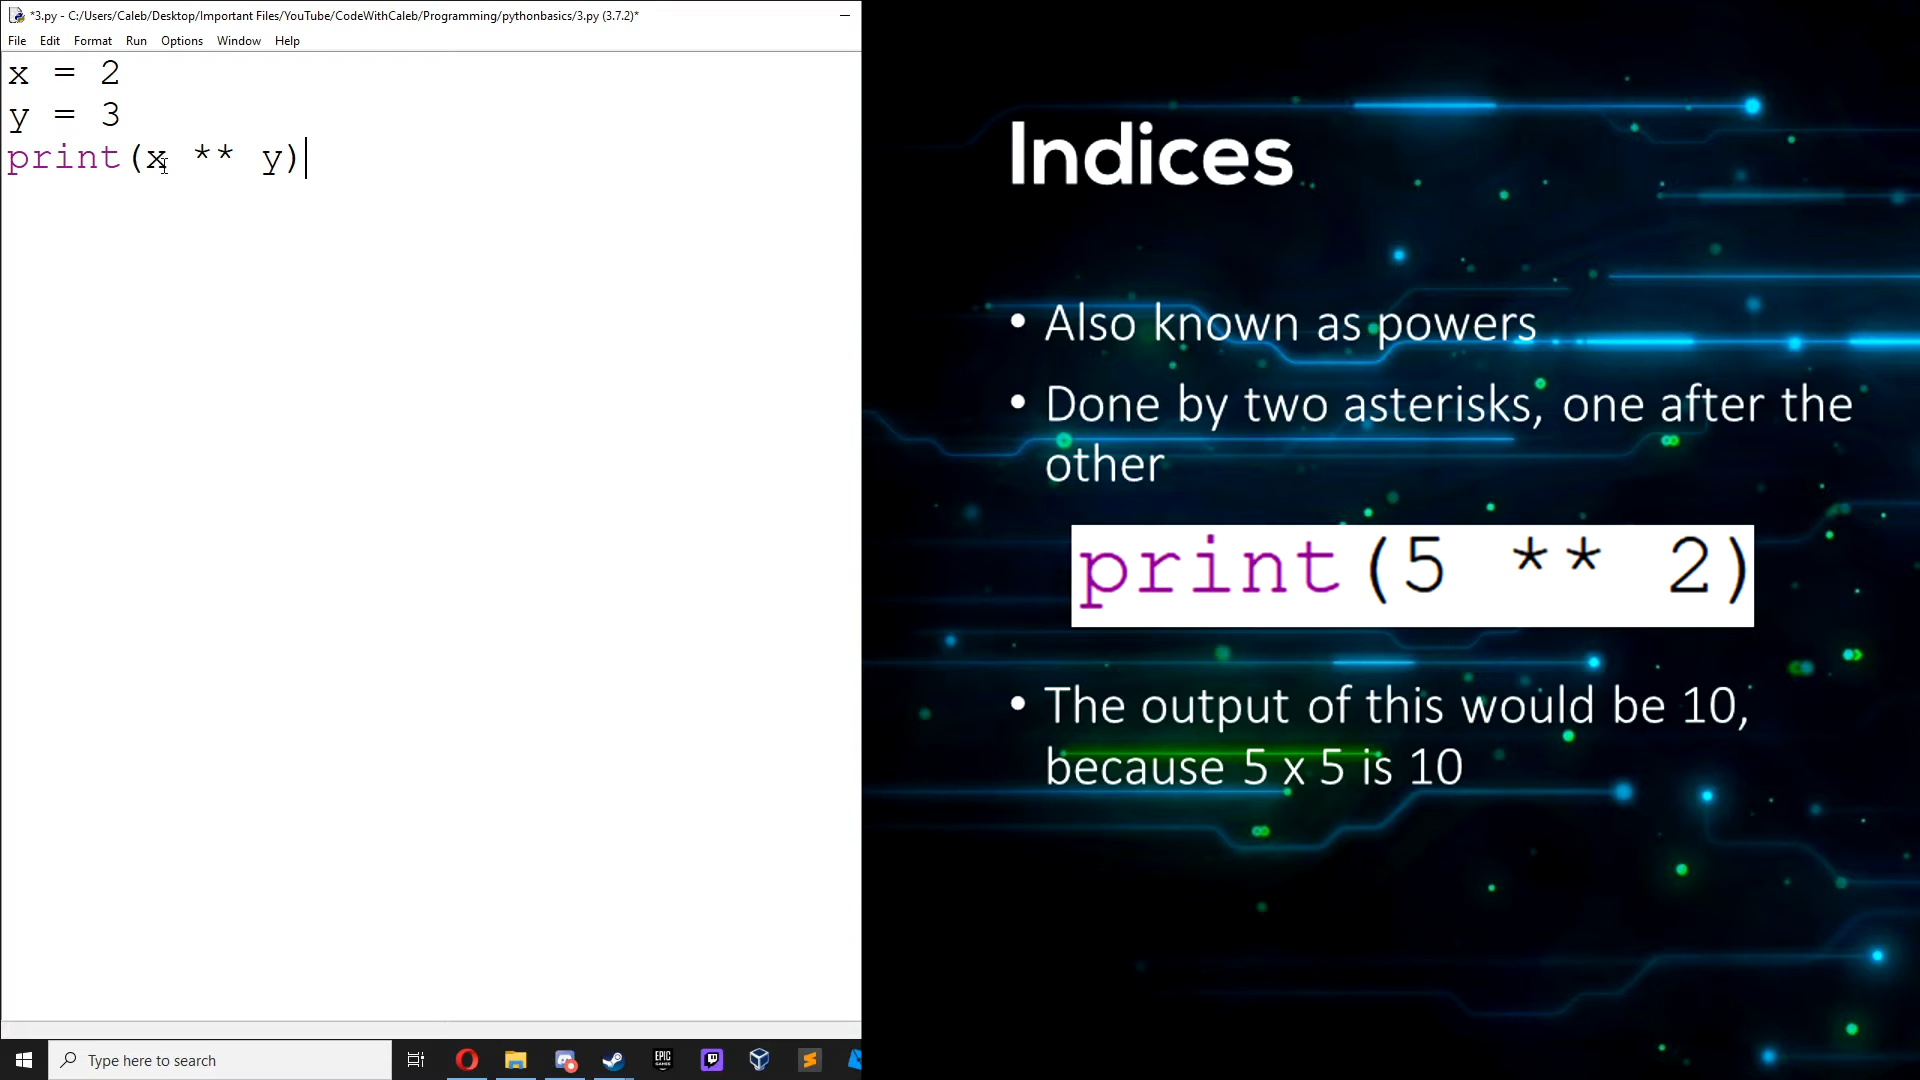 *3.py - C:/Users/Caleb/Desktop/Important Files/YouTube/CodeWithCaleb/Programming/pythonbasics/3.py (3.7.2)*
File Edit Format Run Options Window Help
x = 2
y = 3
print(x ** y)
Indices
• Also known as powers
• Done by two asterisks, one after the
other
print(5 ** 2)
• The output of this would be 10,
because 5 x 5 is 10
Type here to search
EPIC
GAMES